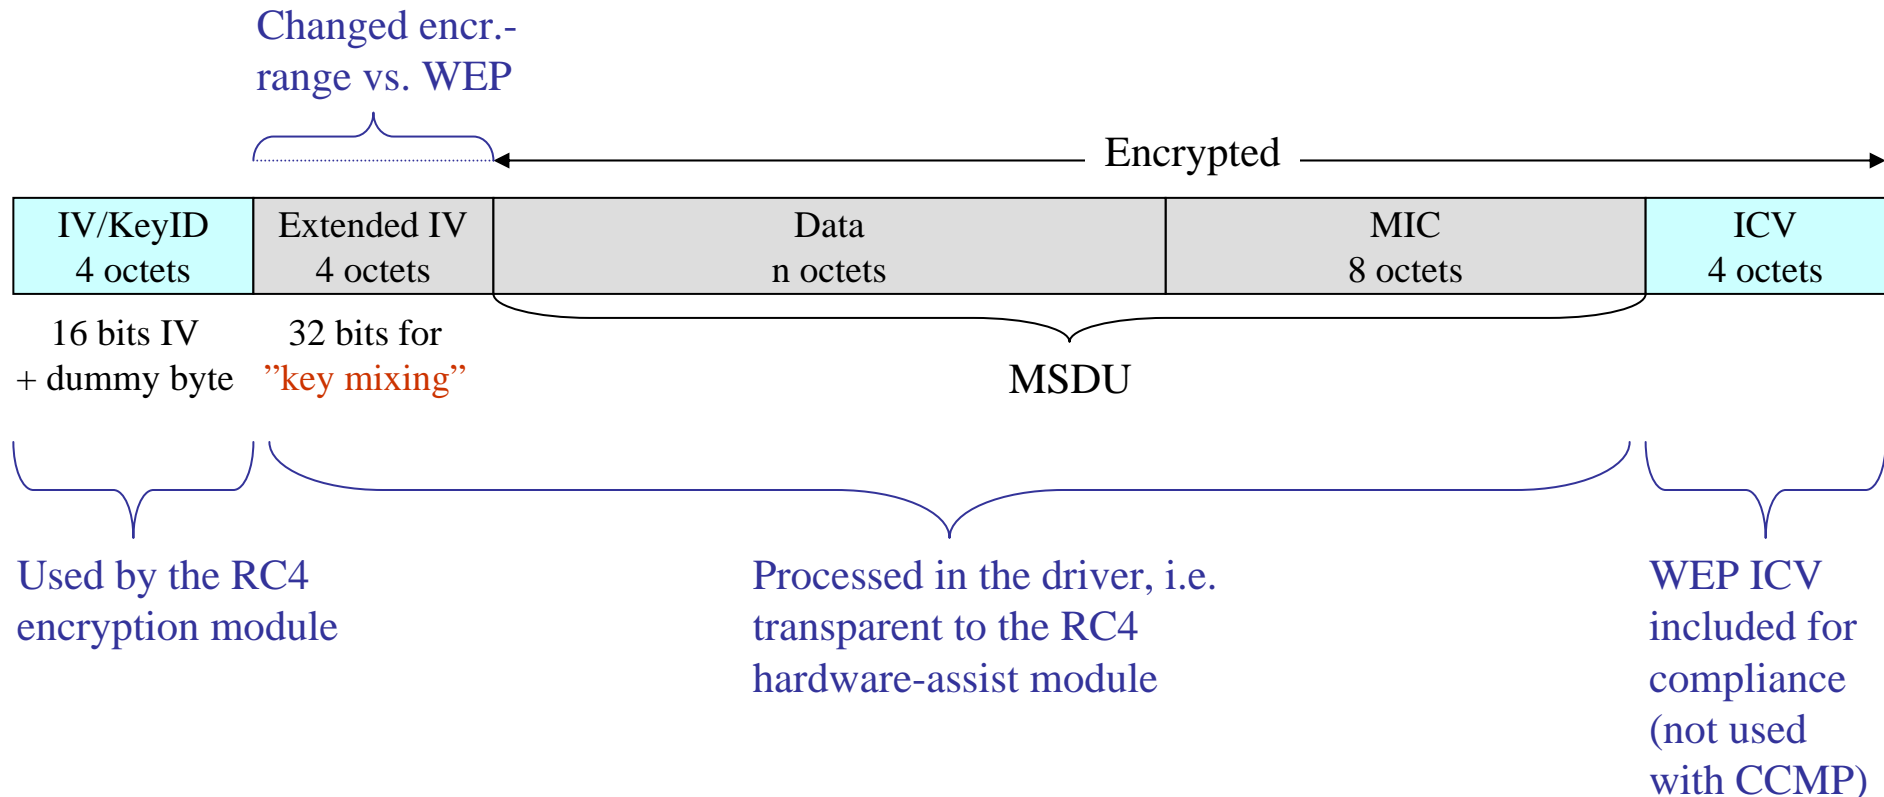 Changed encr.-
range vs. WEP
Encrypted
IV/KeyID
4 octets
Extended IV
4 octets
Data
n octets
MIC
8 octets
ICV
4 octets
16 bits IV
+ dummy byte
32 bits for
”key mixing”
MSDU
Used by the RC4
encryption module
Processed in the driver, i.e.
transparent to the RC4
hardware-assist module
WEP ICV
included for
compliance
(not used
with CCMP)